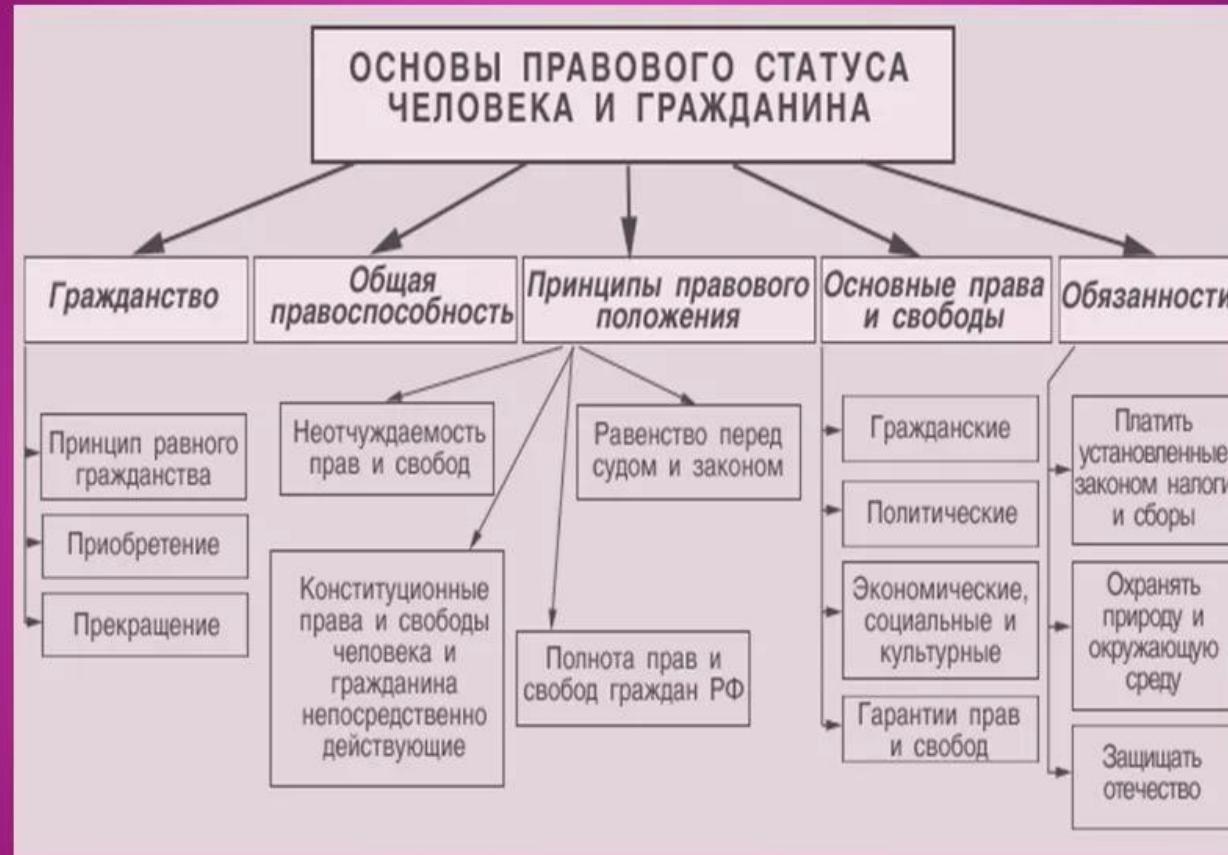 ОСНОВЫ ПРАВОВОГО СТАТУСА
ЧЕЛОВЕКА И ГРАЖДАНИНА
Гражданство
Общая
правоспособность
Принципы правового
положения
Основные права
и свободы
Обязанности
Принцип равного
гражданства
Приобретение
Прекращение
Неотчуждаемость
прав и свобод
Конституционные
права и свободы
человека и
гражданина
непосредственно
действующие
Полнота прав и
свобод граждан РФ
Равенство перед
судом и законом
Гражданские
Политические
Экономические,
социальные и
культурные
Гарантии прав
и свобод
Платить
установленные
законом налоги
и сборы
Охранять
природу и
окружающую
среду
Защищать
отечество